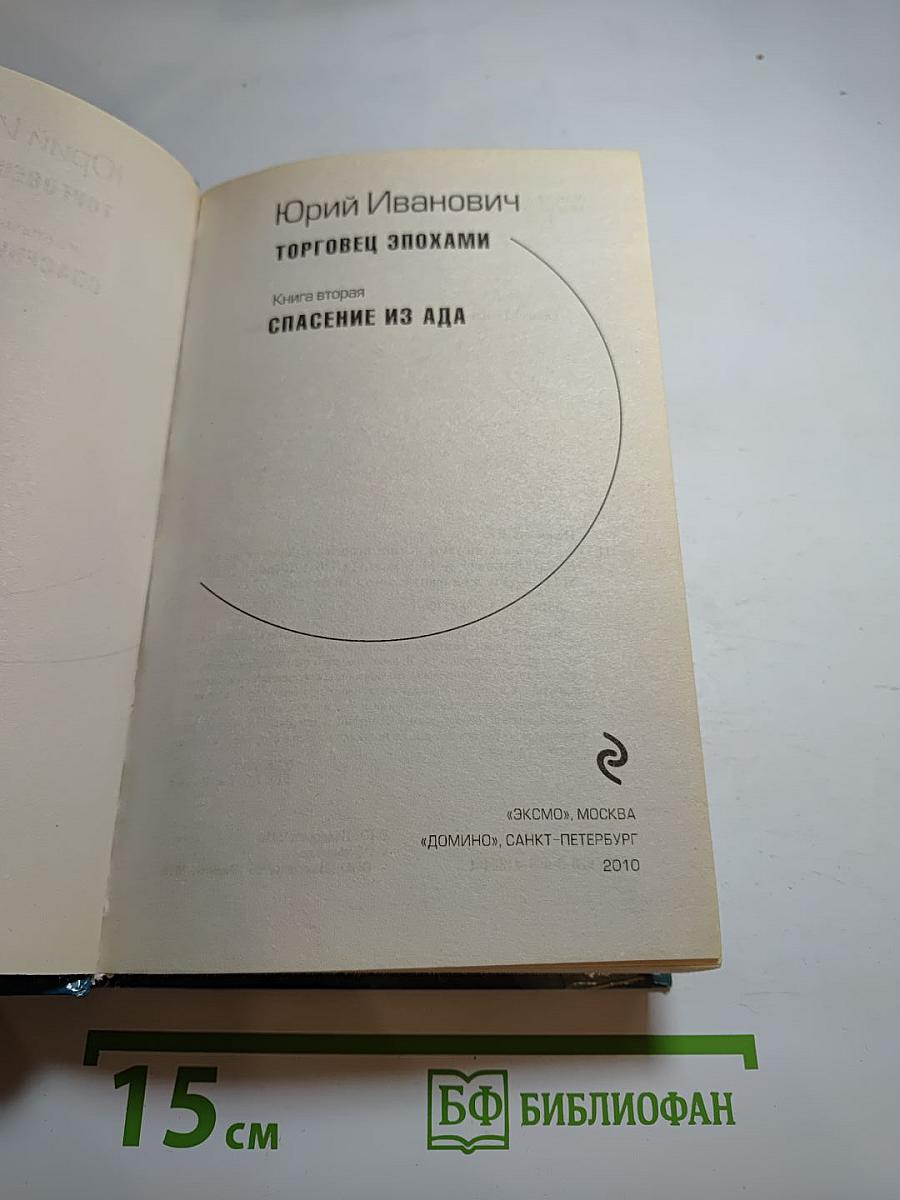 Юрий Иванович
ТОРГОВЕЦ ЭПОХАМИ
Книга вторая
СПАСЕНИЕ ИЗ АДА
«ЭКСМО», МОСКВА
«ДОМИНО», САНКТ-ПЕТЕРБУРГ
2010
15 см
БФ БИБЛИОФАН